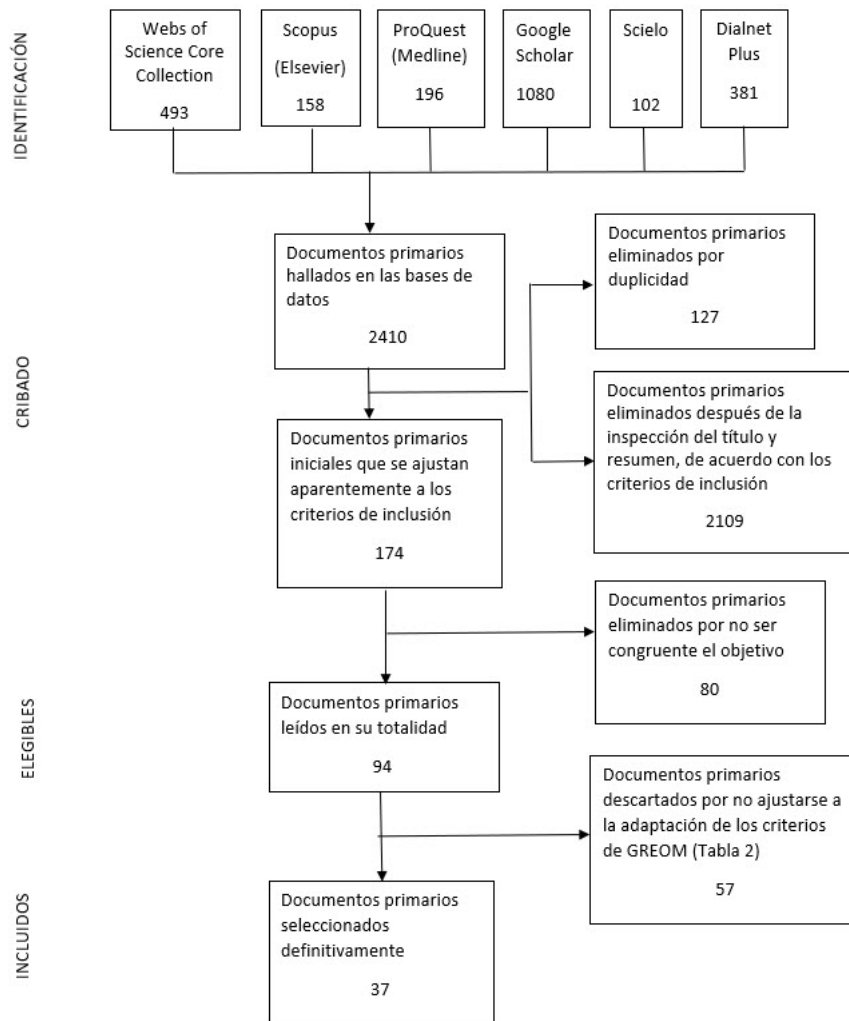 IDENTIFICACIÓN
Webs of
Science Core
Collection
493
Scopus
(Elsevier)
158
ProQuest
(Medline)
196
Google
Scholar
1080
Scielo
102
Dialnet
Plus
381
CRIBADO
Documentos primarios
hallados en las bases de
datos
2410
Documentos primarios
eliminados por
duplicidad
127
Documentos primarios
eliminados después de la
inspección del título y
resumen, de acuerdo con los
criterios de inclusión
2109
Documentos primarios
iniciales que se ajustan
aparentemente a los
criterios de inclusión
174
ELEGIBLES
Documentos primarios
eliminados por no ser
congruente el objetivo
80
Documentos primarios
leídos en su totalidad
94
Documentos primarios
descartados por no ajustarse a
la adaptación de los criterios
de GREOM (Tabla 2)
57
INCLUIDOS
Documentos primarios
seleccionados
definitivamente
37